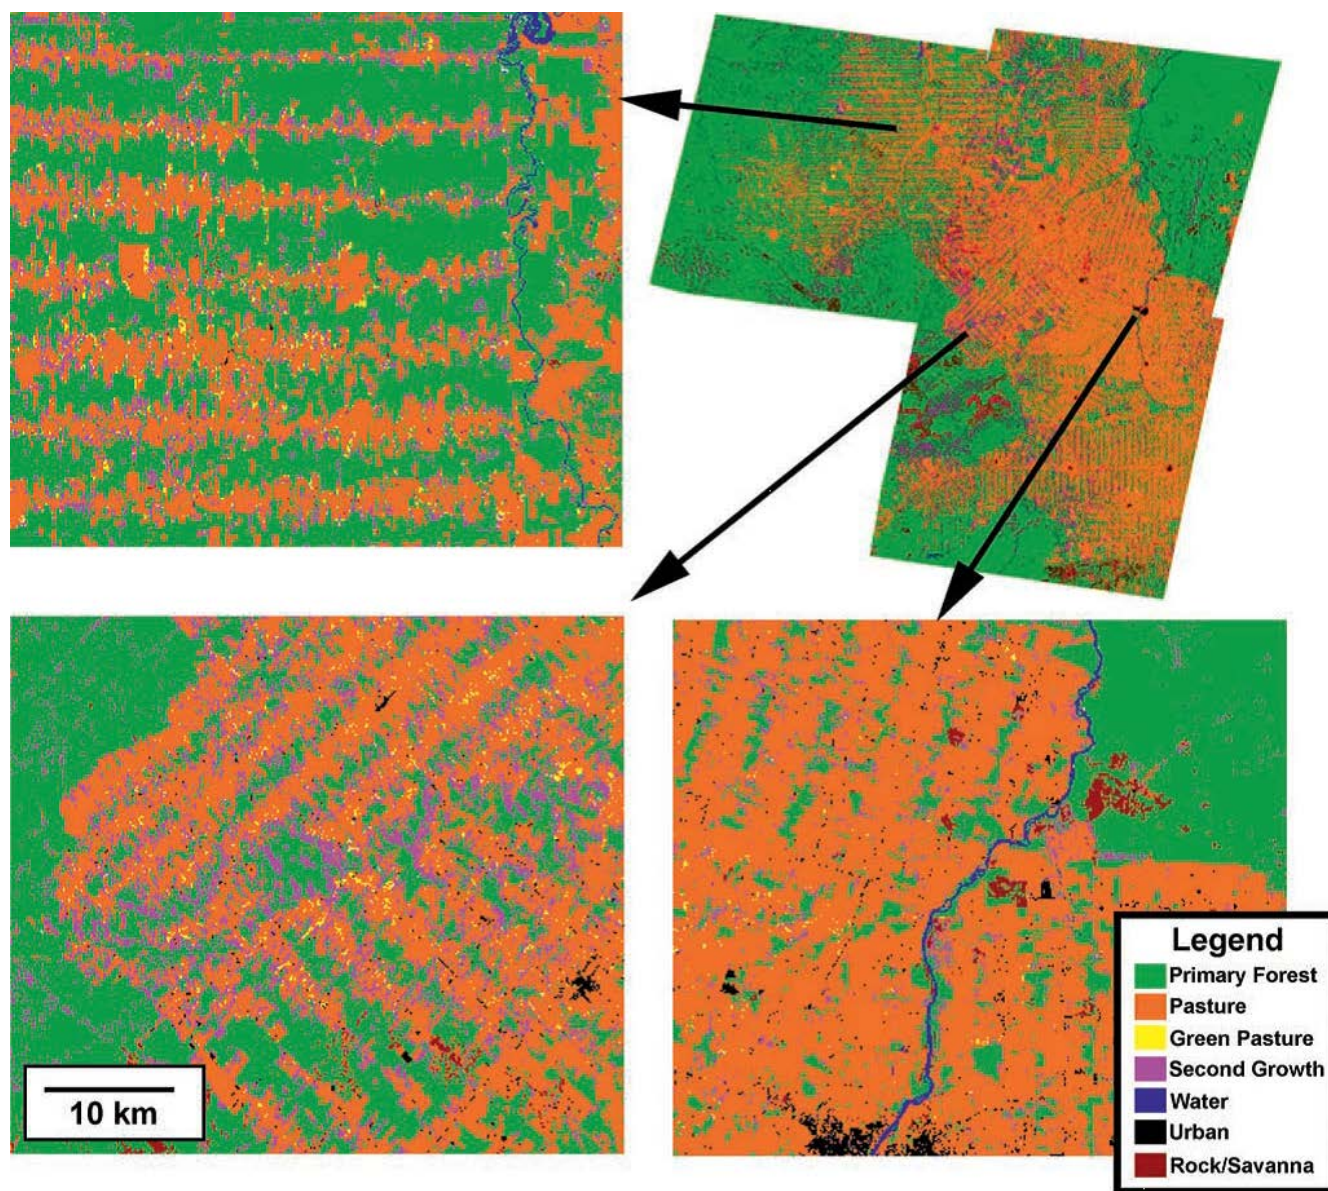 10 km
Legend
Primary Forest
Pasture
Green Pasture
Second Growth
Water
Urban
Rock/Savanna